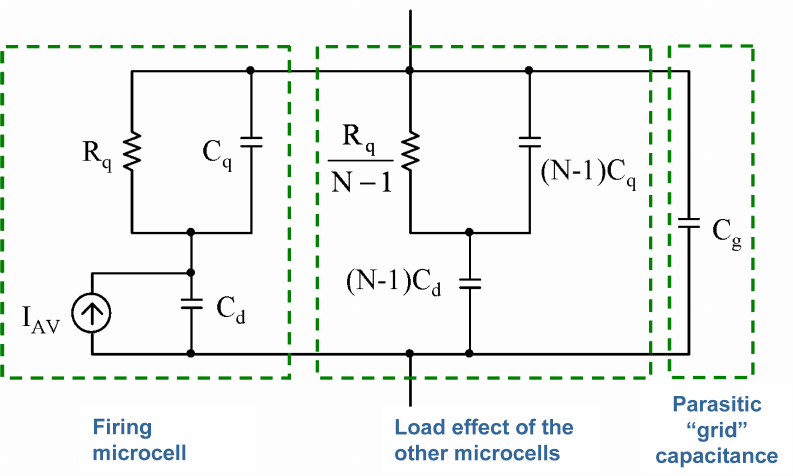 R_q
C_q
R_q
N−1
(N-1)C_q
C_g
I_AV
C_d
(N-1)C_d
Firing
microcell
Load effect of the
other microcells
Parasitic
“grid”
capacitance